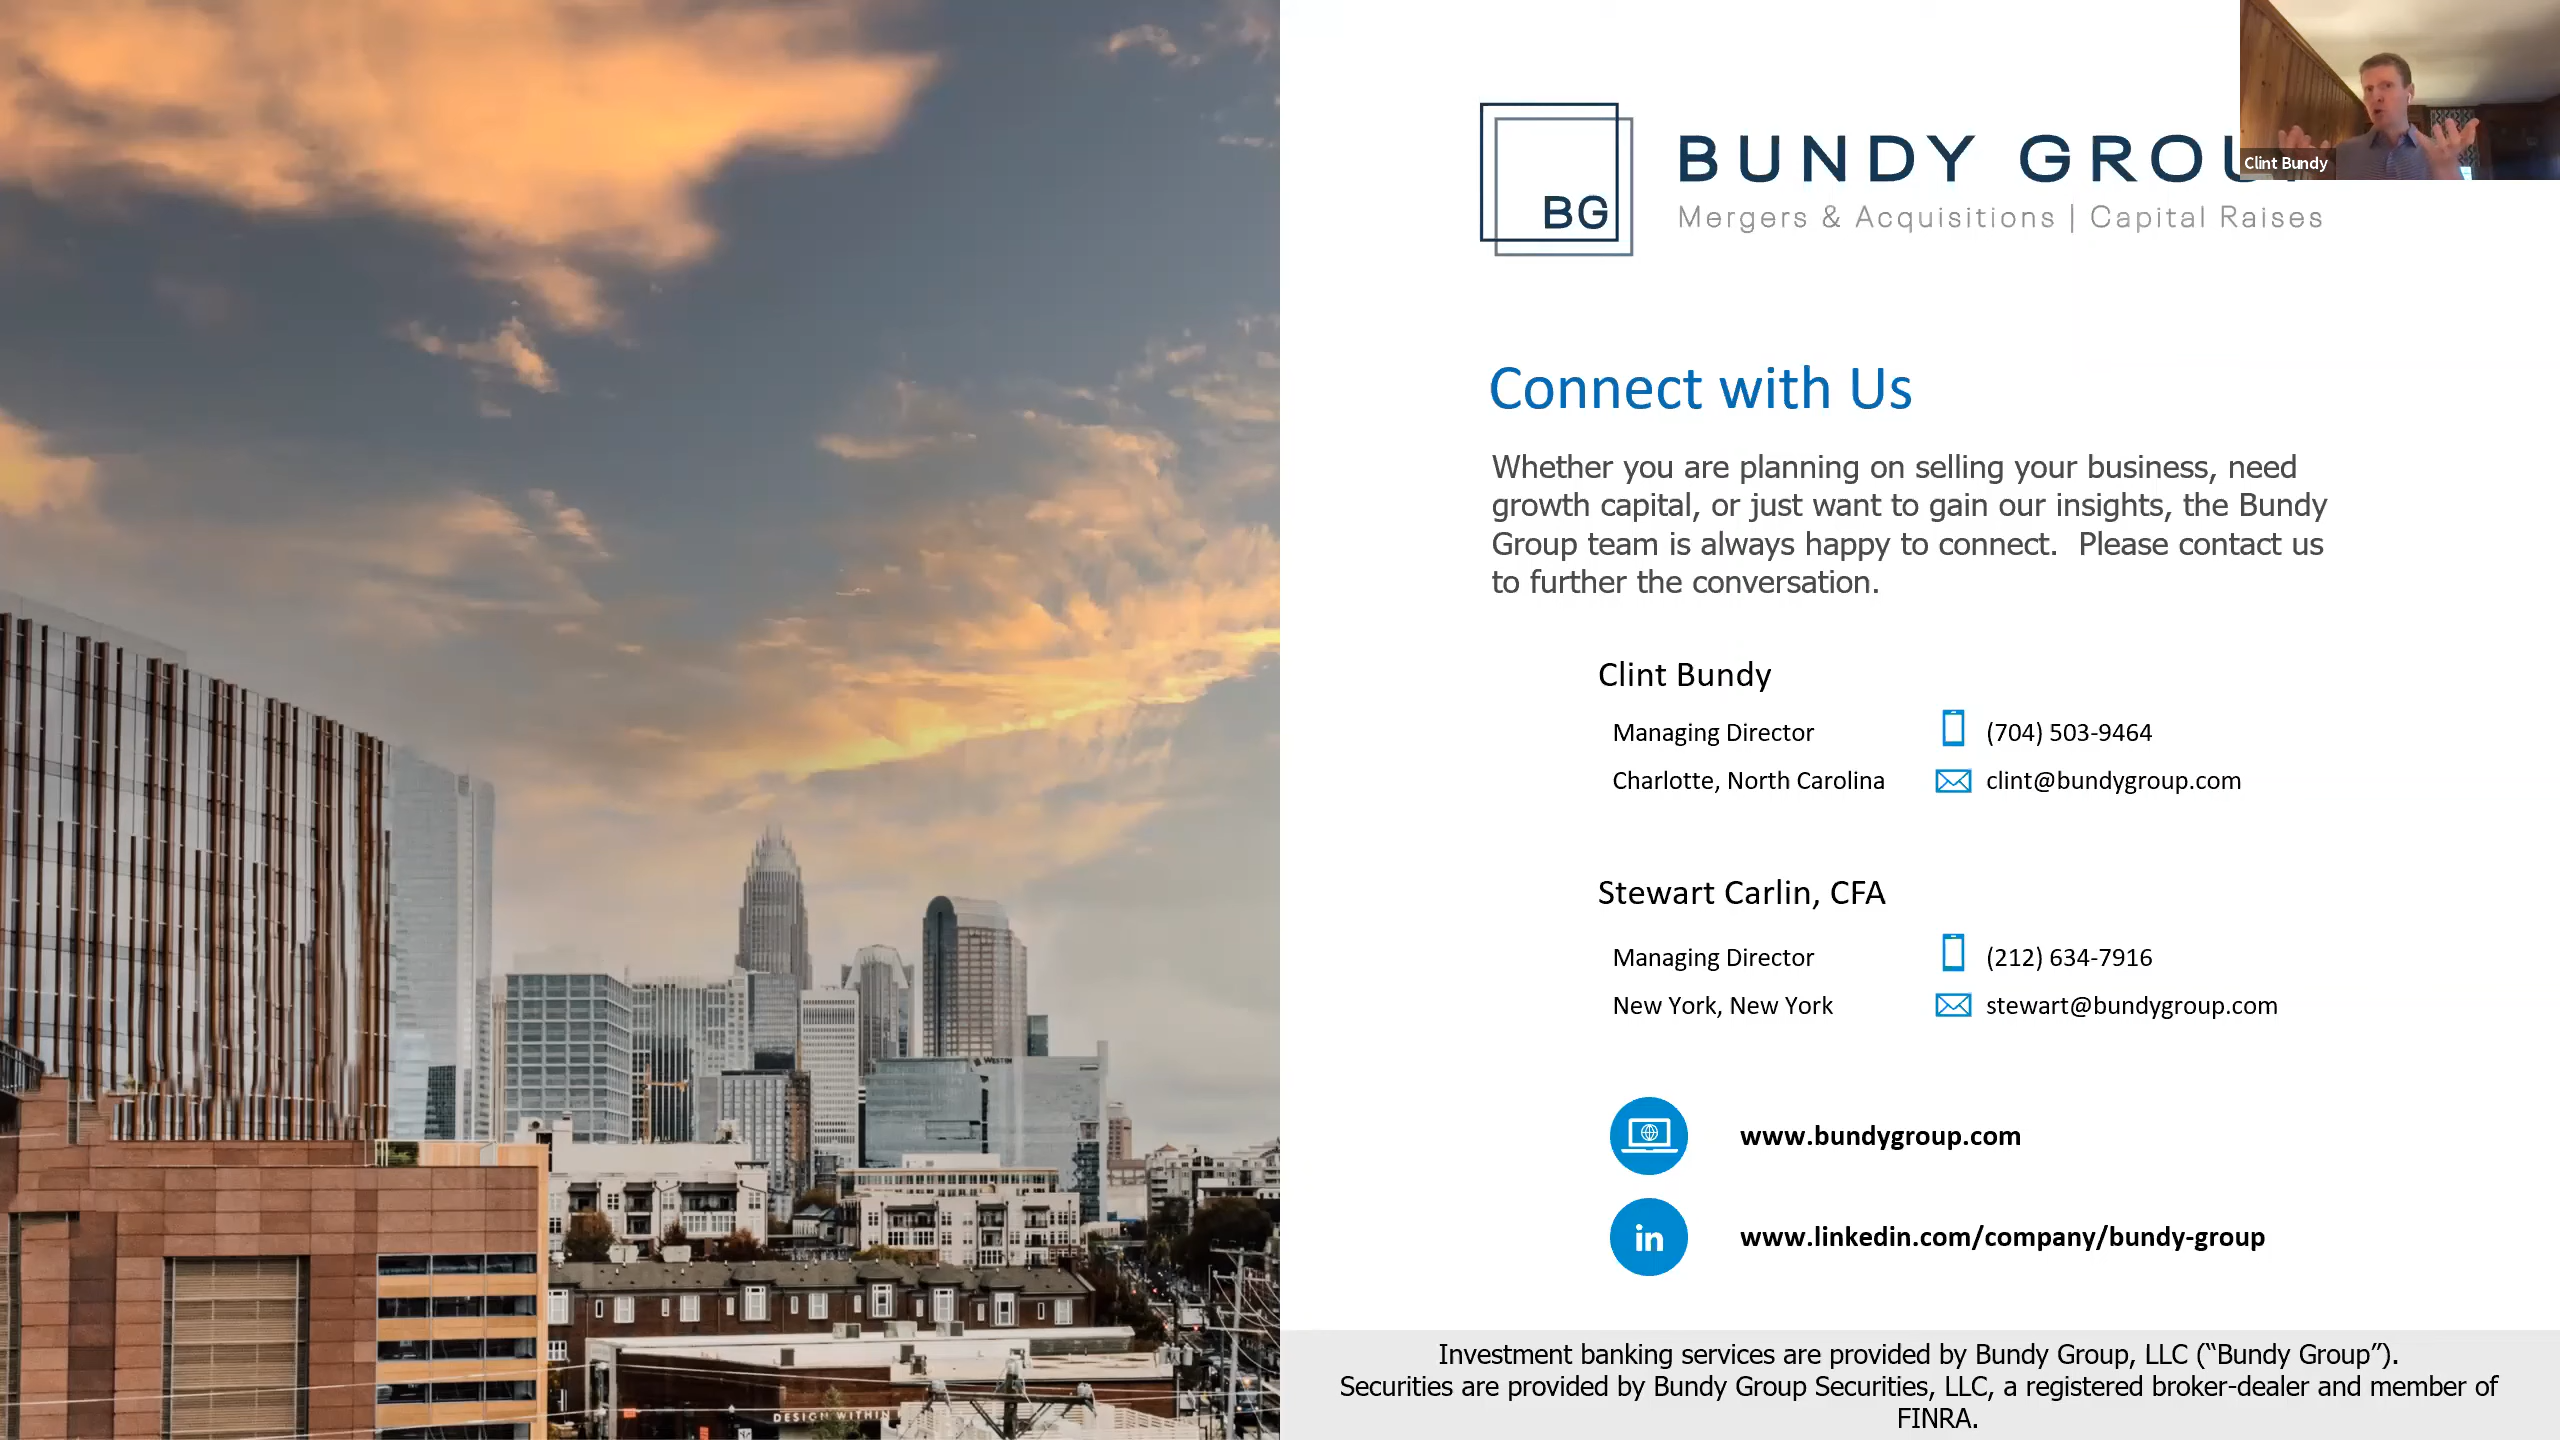 BG
BUNDY GROU
Mergers & Acquisitions | Capital Raises
Clint Bundy
Connect with Us
Whether you are planning on selling your business, need
growth capital, or just want to gain our insights, the Bundy
Group team is always happy to connect.  Please contact us
to further the conversation.
Clint Bundy
Managing Director
(704) 503-9464
Charlotte, North Carolina
clint@bundygroup.com
Stewart Carlin, CFA
Managing Director
(212) 634-7916
New York, New York
stewart@bundygroup.com
www.bundygroup.com
in
www.linkedin.com/company/bundy-group
Investment banking services are provided by Bundy Group, LLC (“Bundy Group”).
Securities are provided by Bundy Group Securities, LLC, a registered broker-dealer and member of
FINRA.
WESTIN
DESIGN WITHIN